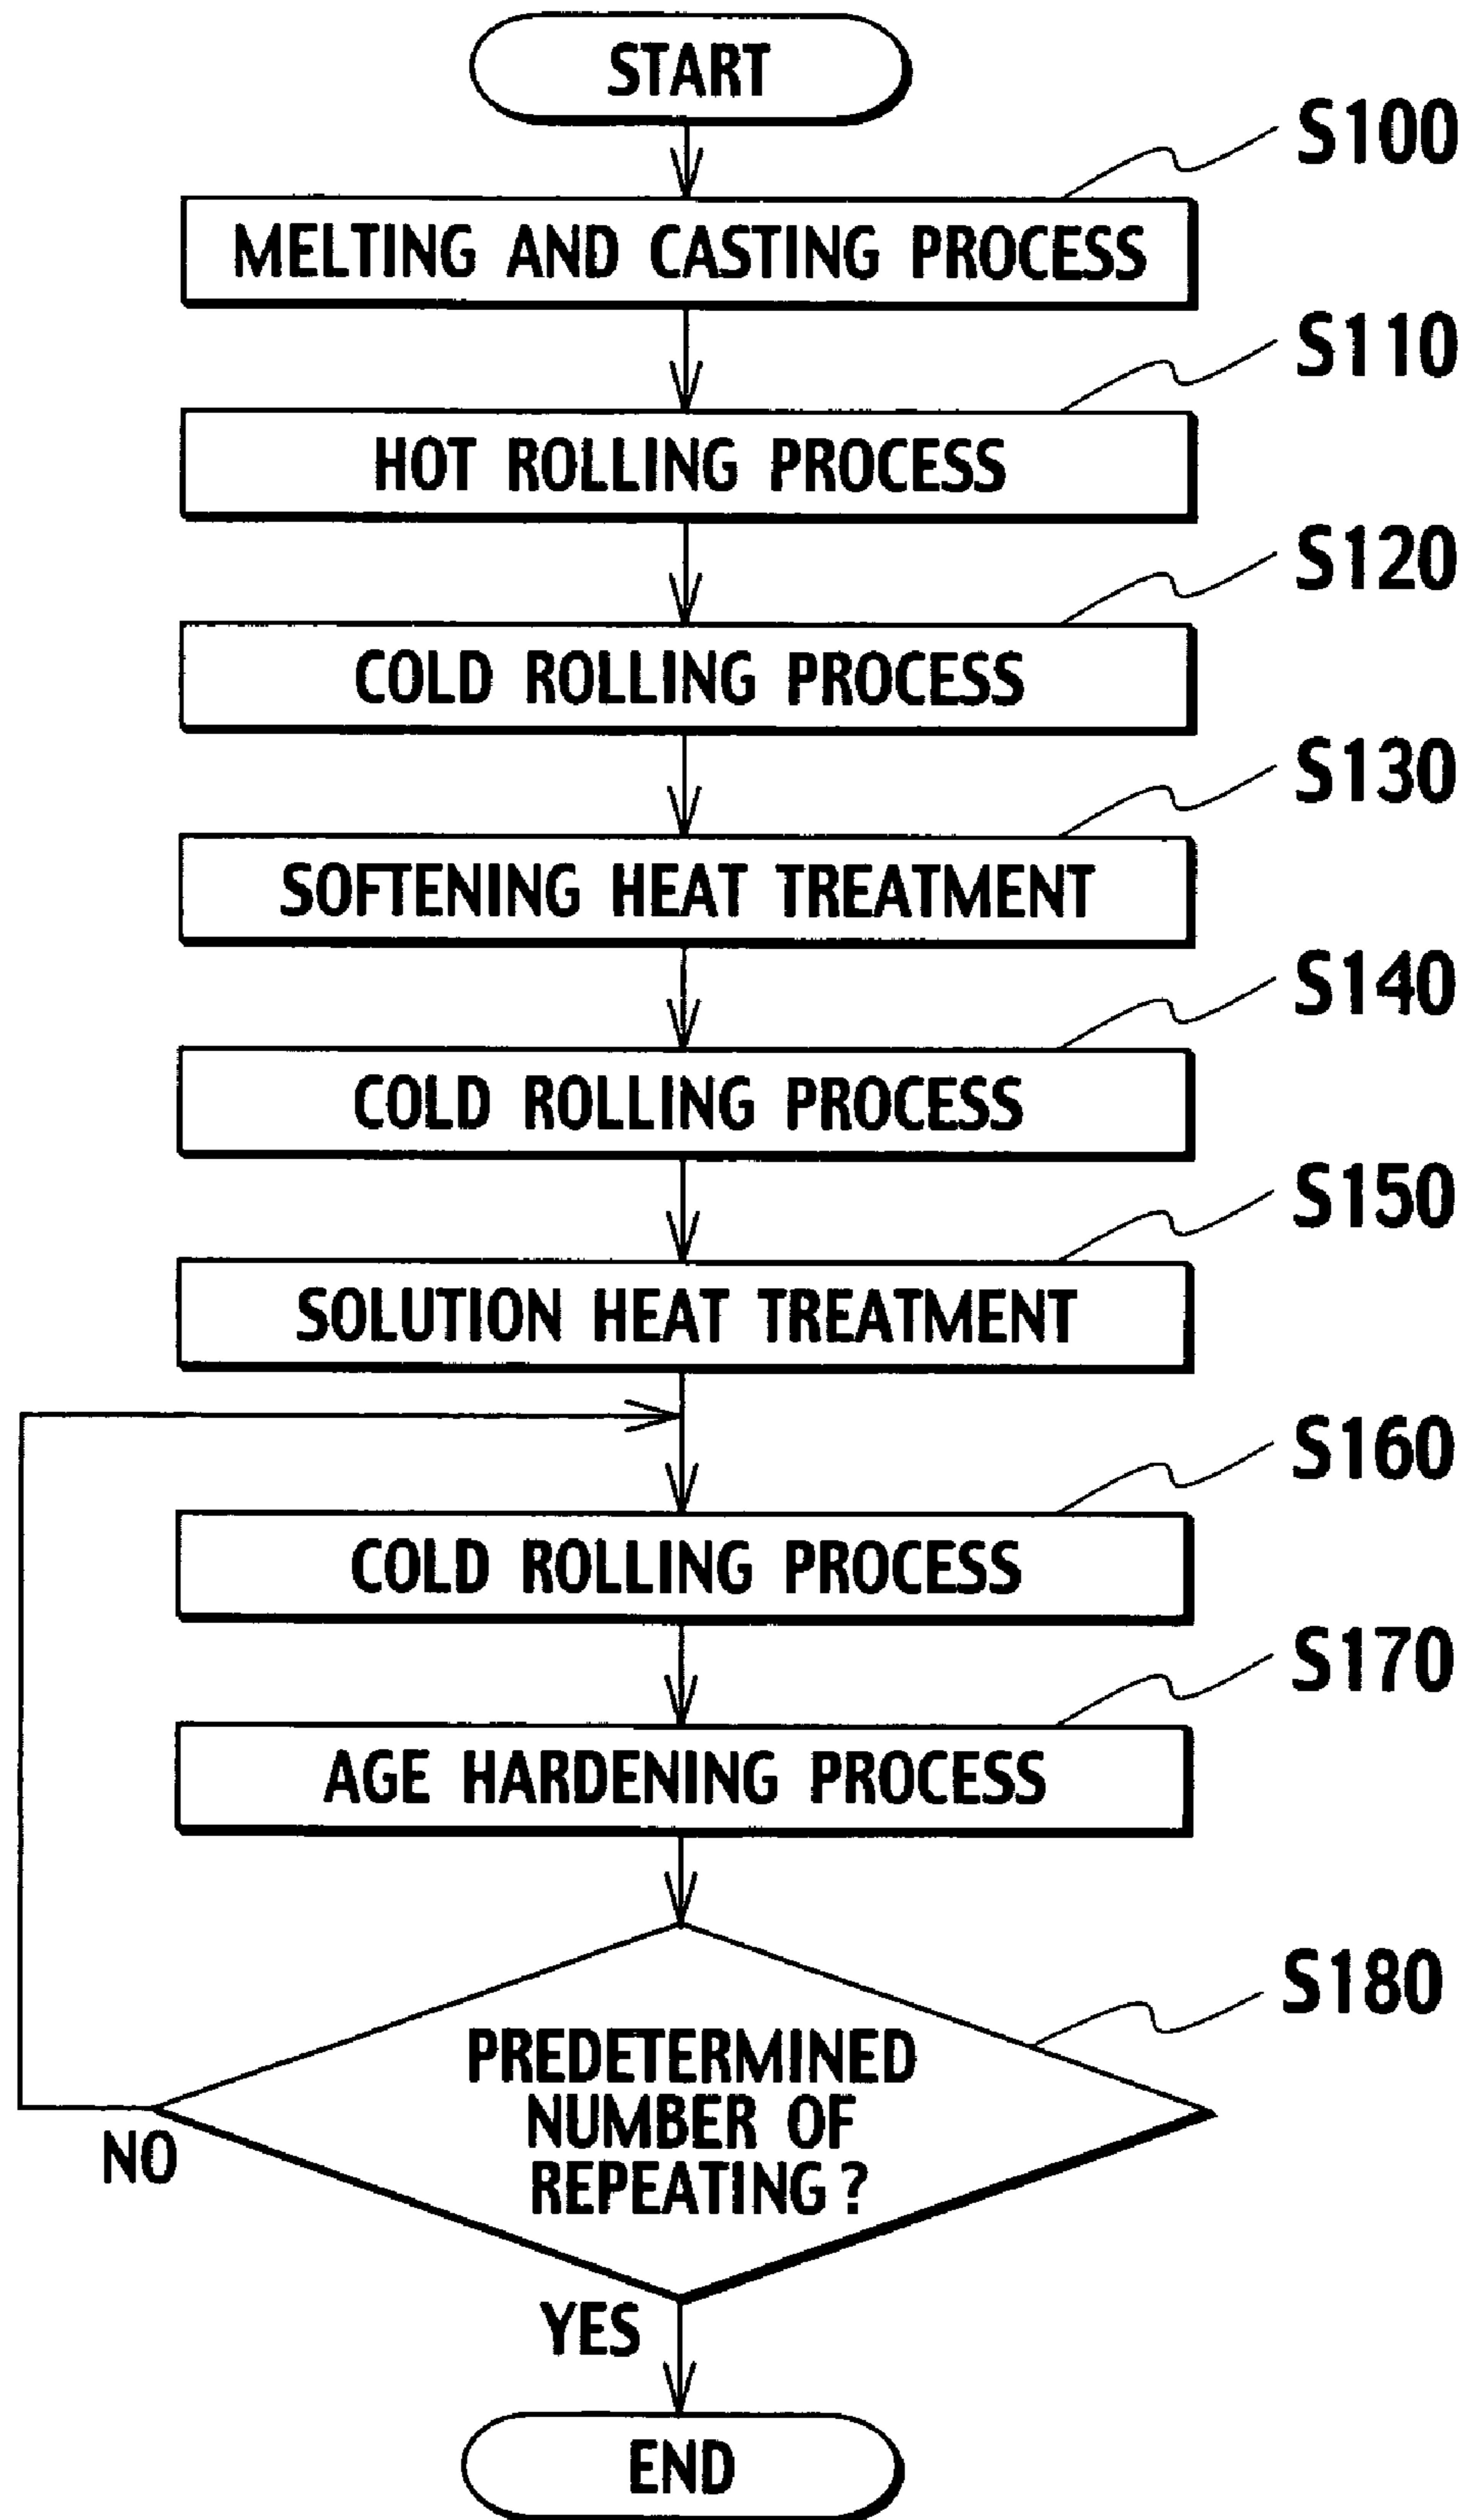 START
S100
MELTING AND CASTING PROCESS
S110
HOT ROLLING PROCESS
S120
COLD ROLLING PROCESS
S130
SOFTENING HEAT TREATMENT
S140
COLD ROLLING PROCESS
S150
SOLUTION HEAT TREATMENT
S160
COLD ROLLING PROCESS
S170
AGE HARDENING PROCESS
S180
PREDETERMINED
NUMBER OF
REPEATING?
NO
YES
END